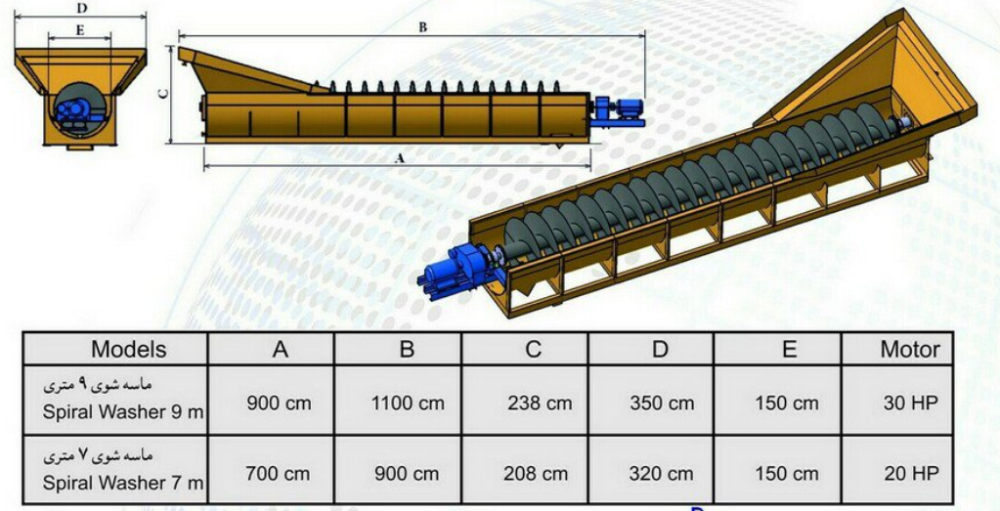 D
E
B
C
A
Models A B C D E Motor
ماسه شوی ۹ متری
Spiral Washer 9 m 900 cm 1100 cm 238 cm 350 cm 150 cm 30 HP
ماسه شوی ۷ متری
Spiral Washer 7 m 700 cm 900 cm 208 cm 320 cm 150 cm 20 HP